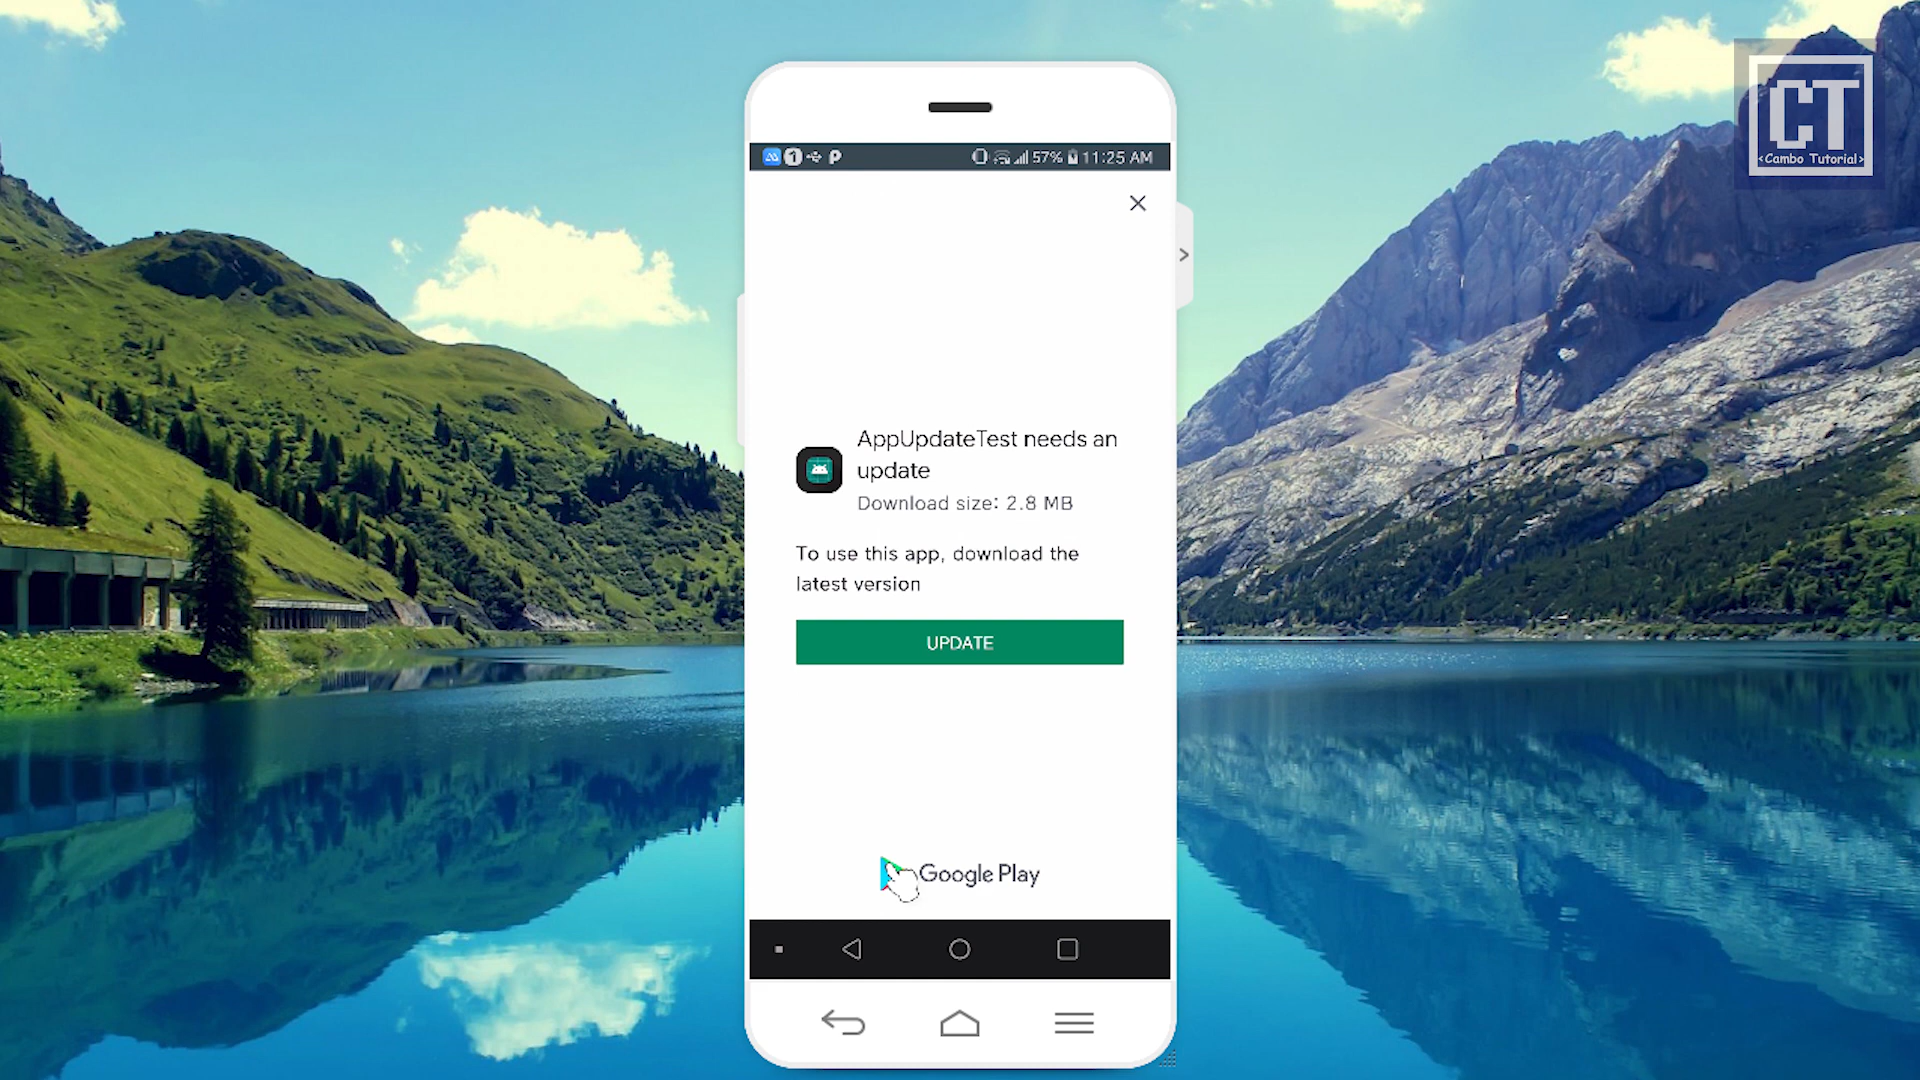 57% 11:25 AM
CT
<Cambo Tutorial>
AppUpdateTest needs an
update
Download size: 2.8 MB
To use this app, download the
latest version
UPDATE
Google Play